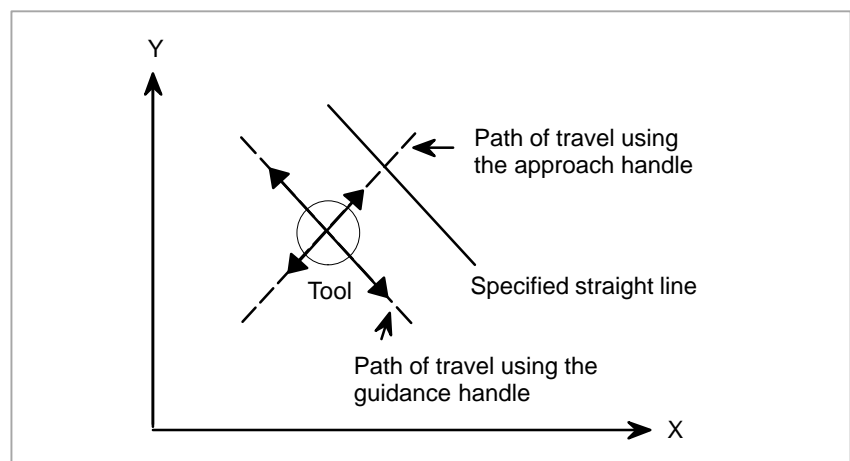 Y
Path of travel using
the approach handle
Tool
Specified straight line
Path of travel using the
guidance handle
X